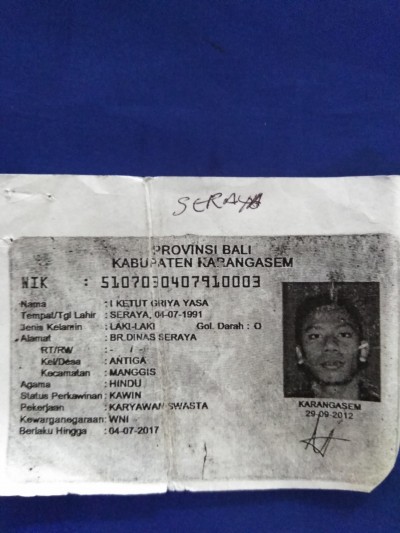 SERAYA
PROVINSI BALI
KABUPATEN KARANGASEM
NIK : 5107030407910003
Nama : I KETUT GRIYA YASA
Tempat/Tgl Lahir : SERAYA, 04-07-1991
Jenis Kelamin : LAKI-LAKI Gol. Darah : O
Alamat : BR.DINAS SERAYA
RT/RW : - / -
Kel/Desa : ANTIGA
Kecamatan : MANGGIS
Agama : HINDU
Status Perkawinan : KAWIN
Pekerjaan : KARYAWAN SWASTA
Kewarganegaraan : WNI
Berlaku Hingga : 04-07-2017
KARANGASEM
29-09-2012